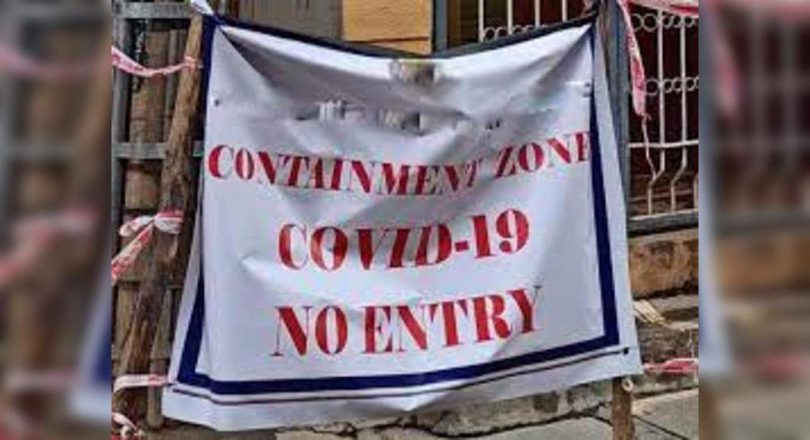 CONTAINMENT ZONE
COVID-19
NO ENTRY